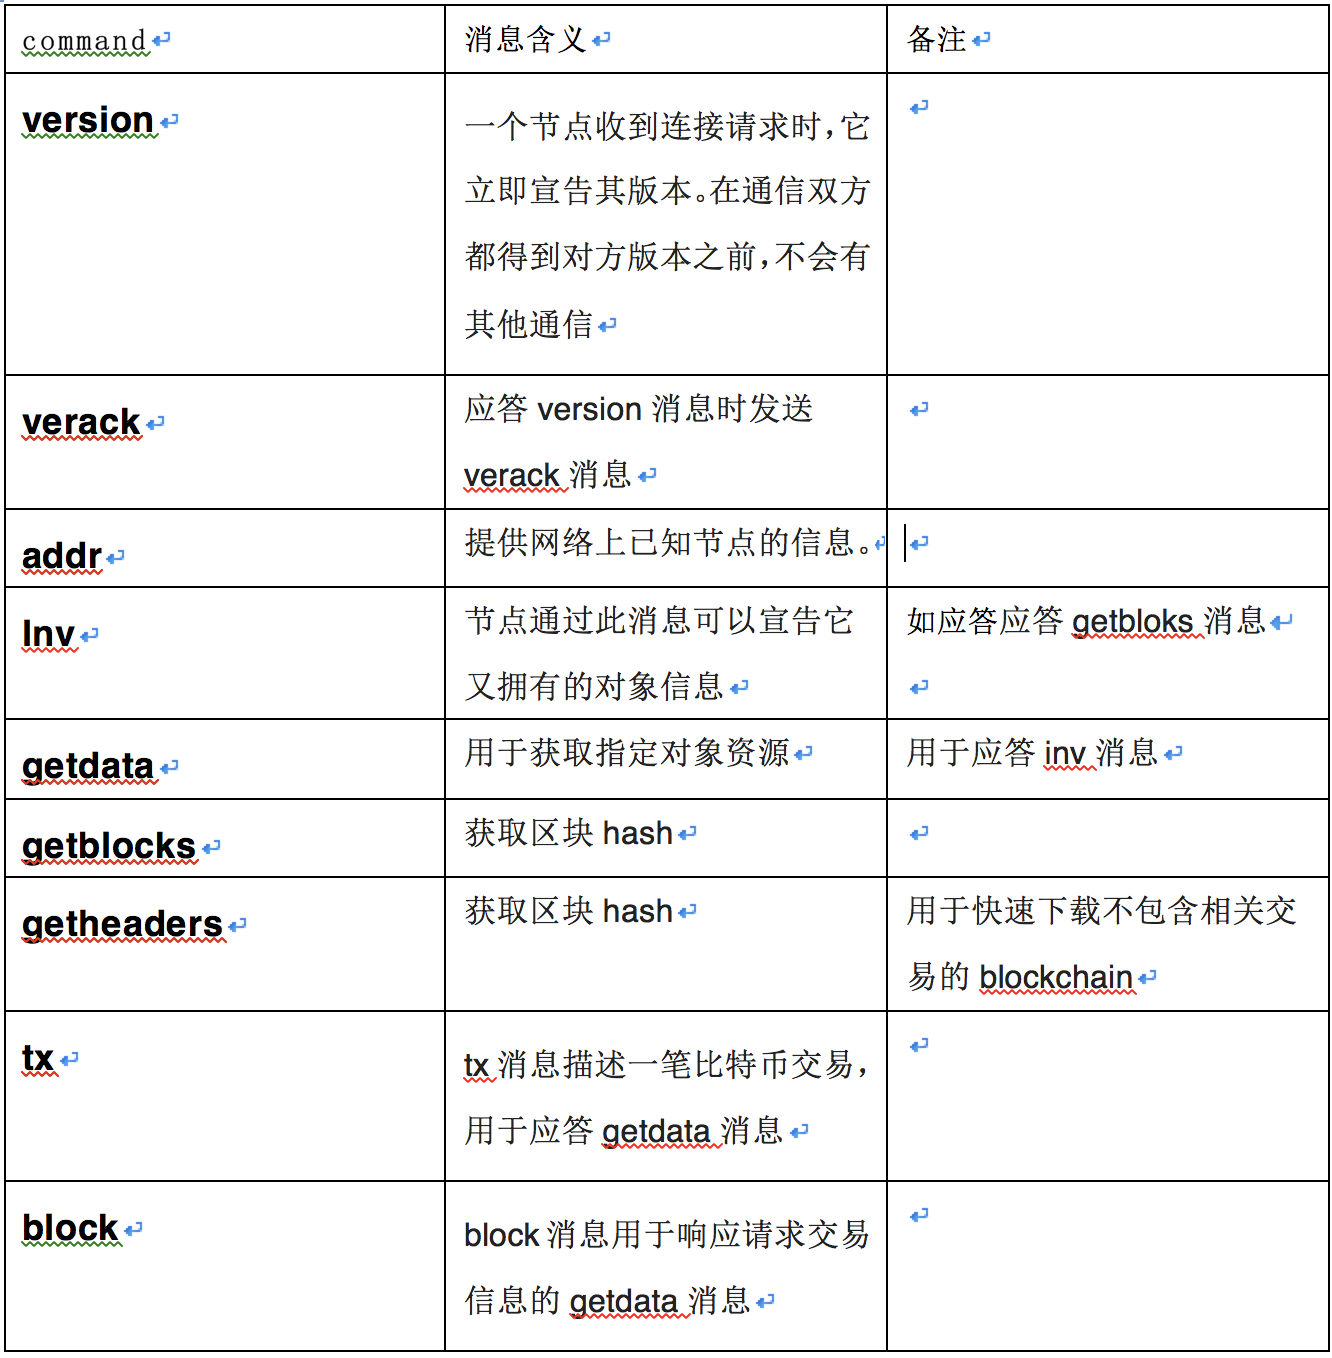 command 消息含义 备注
version
一个节点收到连接请求时，它
立即宣告其版本。在通信双方
都得到对方版本之前，不会有
其他通信
verack
应答 version 消息时发送
verack 消息
addr
提供网络上已知节点的信息。
Inv
节点通过此消息可以宣告它
又拥有的对象信息
如应答应答 getbloks 消息
getdata
用于获取指定对象资源
用于应答 inv 消息
getblocks
获取区块 hash
getheaders
获取区块 hash
用于快速下载不包含相关交
易的 blockchain
tx
tx 消息描述一笔比特币交易，
用于应答 getdata 消息
block
block 消息用于响应请求交易
信息的 getdata 消息